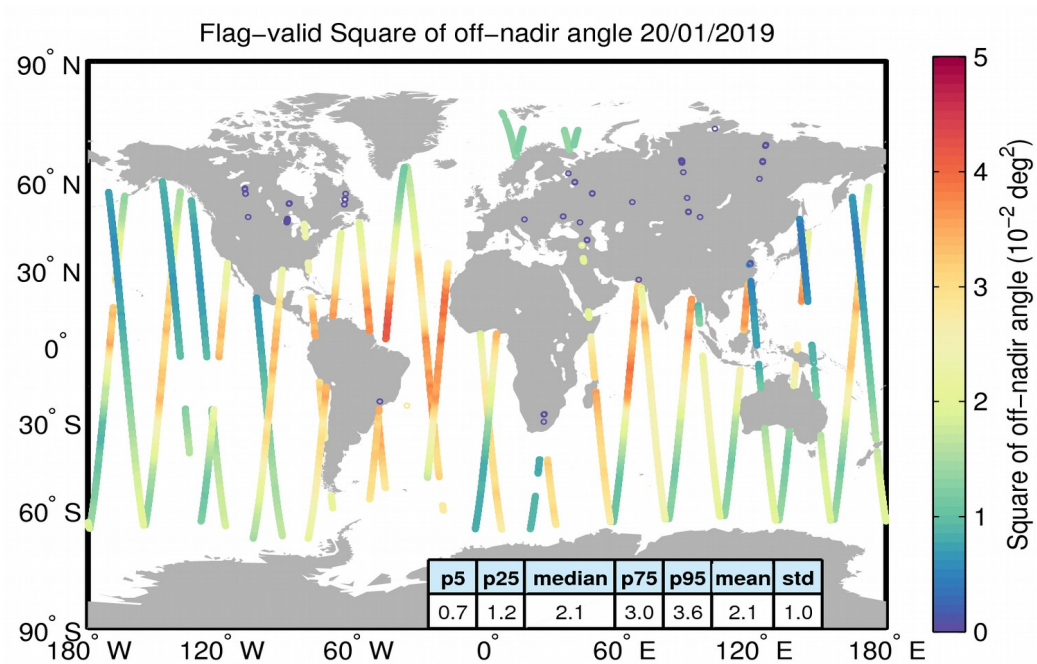 Flag-valid Square of off-nadir angle 20/01/2019
90° N
60° N
30° N
0°
30° S
60° S
90° S
180° W
120° W
60° W
0°
60° E
120° E
180° E
p5 p25 median p75 p95 mean std
0.7 1.2 2.1 3.0 3.6 2.1 1.0
5
4
3
2
1
0
Square of off-nadir angle (10⁻² deg²)